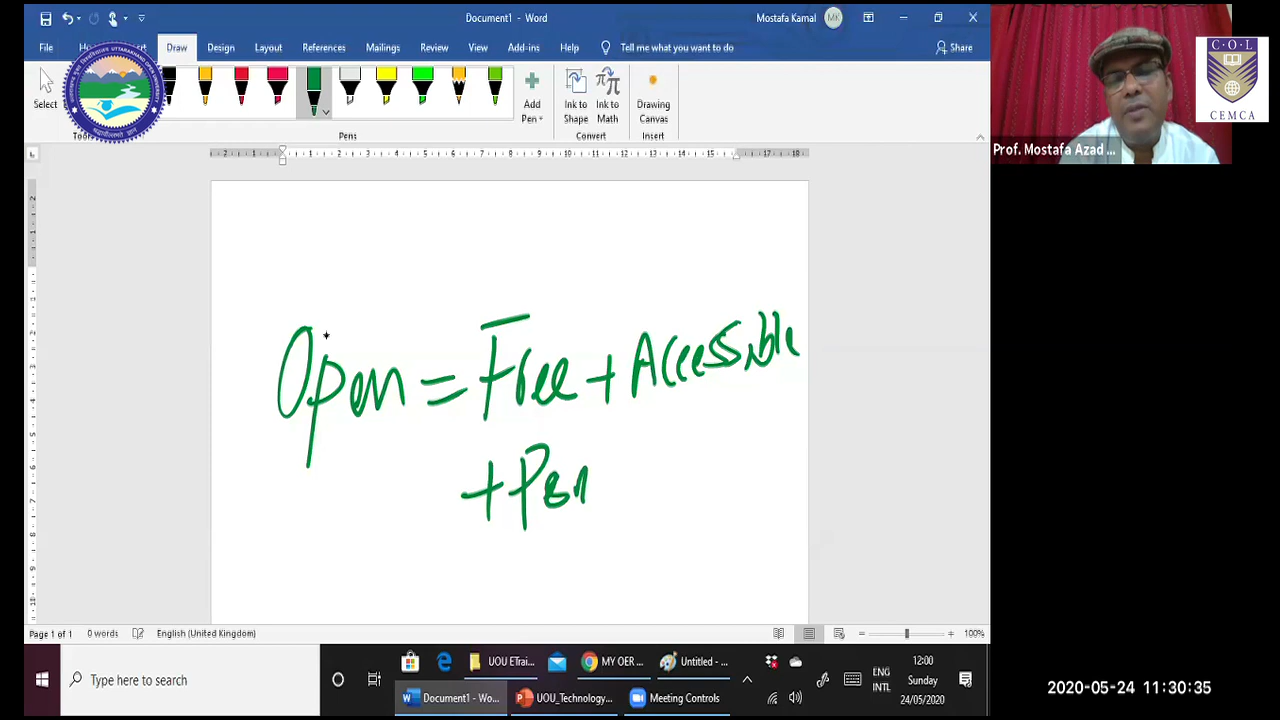 Document1 - Word
Mostafa Kamal
MK
File
Draw
Design
Layout
References
Mailings
Review
View
Add-ins
Help
Tell me what you want to do
Share
Select
Add
Pen
Ink to
Shape
Ink to
Math
Drawing
Canvas
Pens
Convert
Insert
C·O·L
CEMCA
Prof. Mostafa Azad ...
Open = Free + Accessible
+
Page 1 of 1
0 words
English (United Kingdom)
100%
Type here to search
UOU ETrai...
MY OER ...
Untitled - ...
Document1 - Wo...
UOU_Technology...
Meeting Controls
ENG
INTL
12:00
Sunday
24/05/2020
2020-05-24 11:30:35